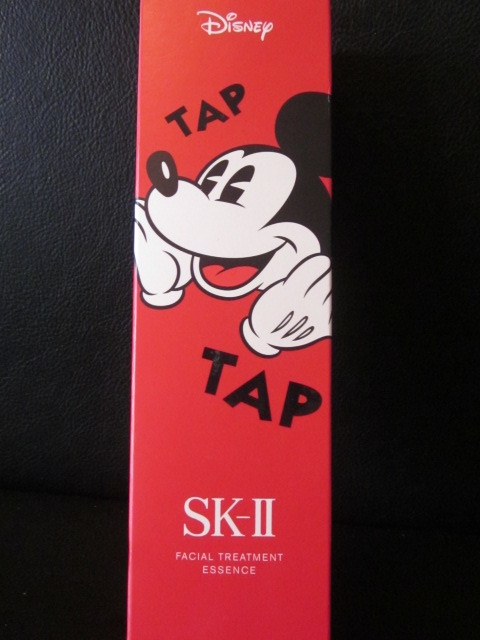 Disney
TAP
TAP
SK-II
FACIAL TREATMENT
ESSENCE